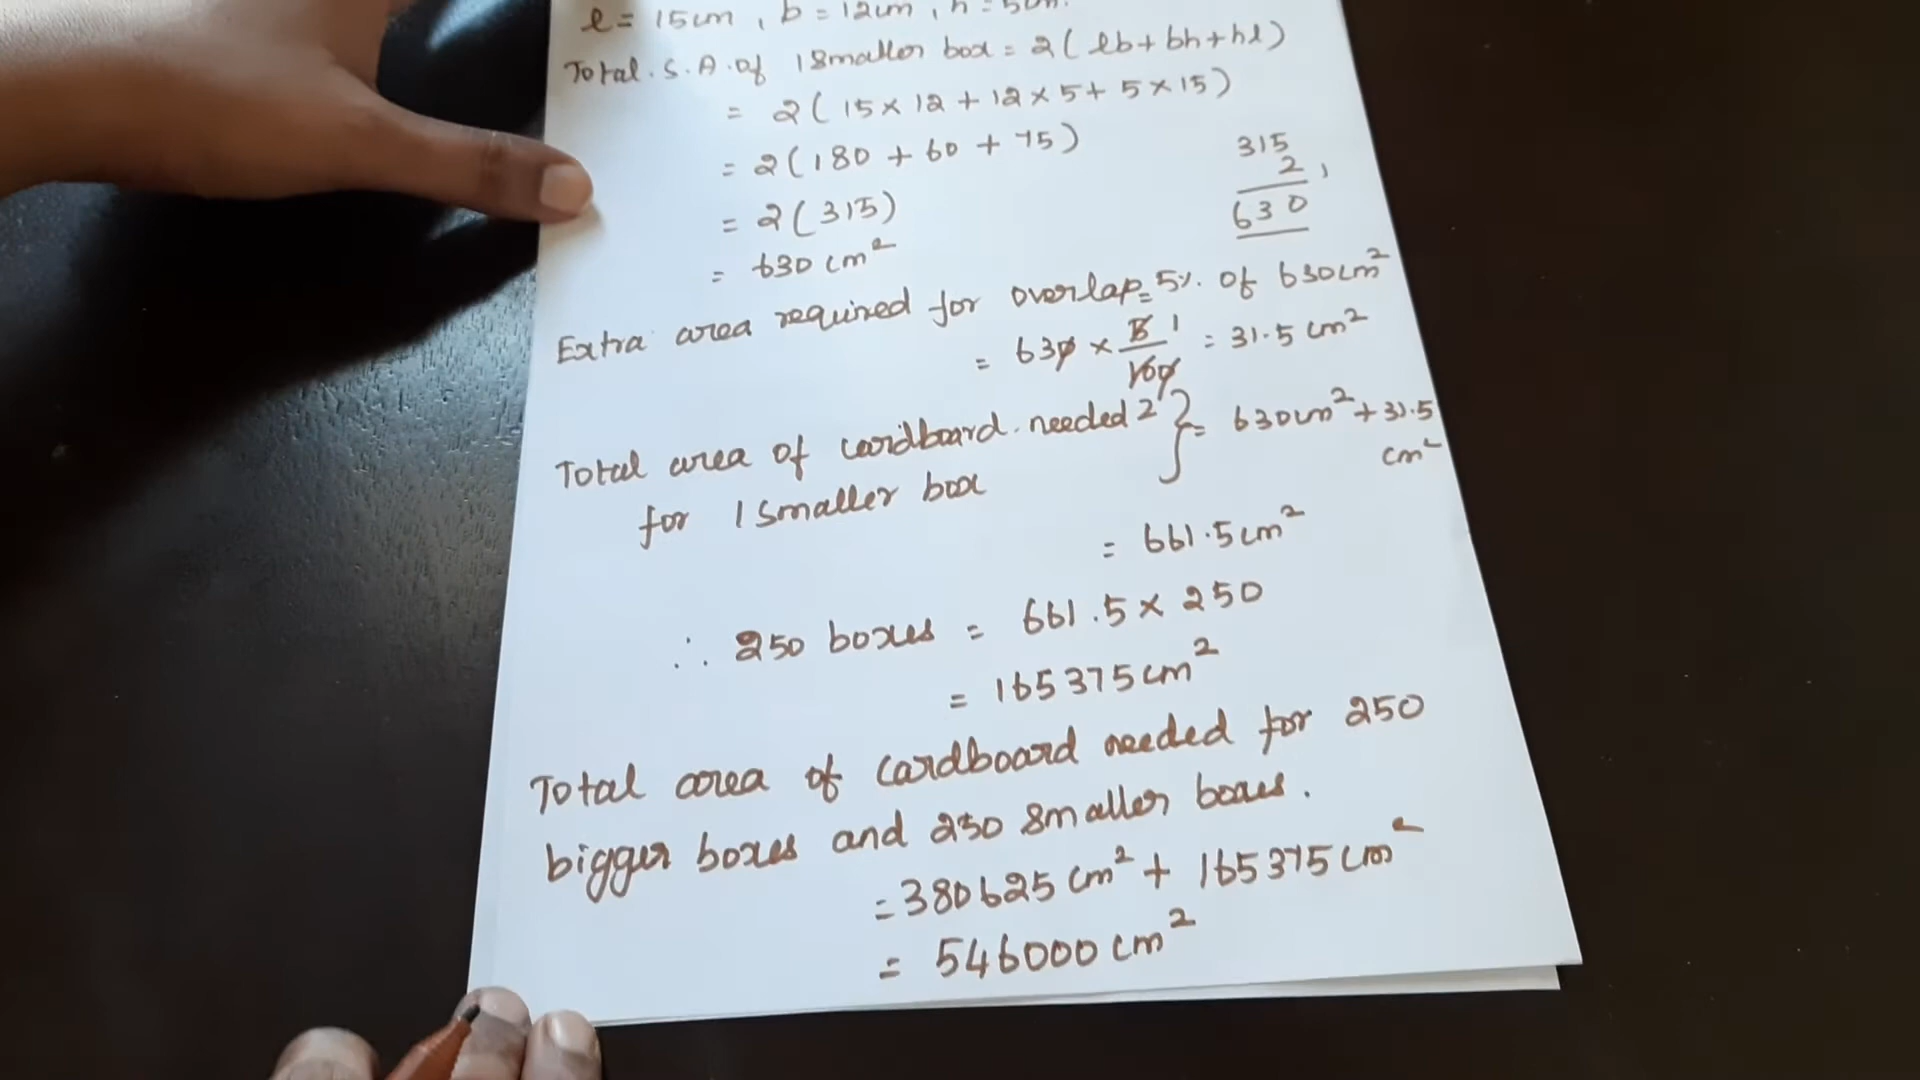 l = 15cm, b = 12cm, h = 5cm.
Total. S. A. of 1 Smaller box = 2 ( lb + bh + hl )
= 2 ( 15 × 12 + 12 × 5 + 5 × 15 )
= 2 ( 180 + 60 + 75 )
315
2
= 2 ( 315 )
630
= 630 cm²
Extra area required for overlap = 5%. of 630cm²
= 630 × 5/100 1 = 31.5 cm²
2
Total area of cardboard. needed } = 630cm² + 31.5
cm²
for 1 Smaller box
= 661.5cm²
∴ 250 boxes = 661.5 × 250
= 165375cm²
Total area of cardboard needed for 250
bigger boxes and 250 smaller boxes.
= 380625 cm² + 165375 cm²
= 546000 cm²